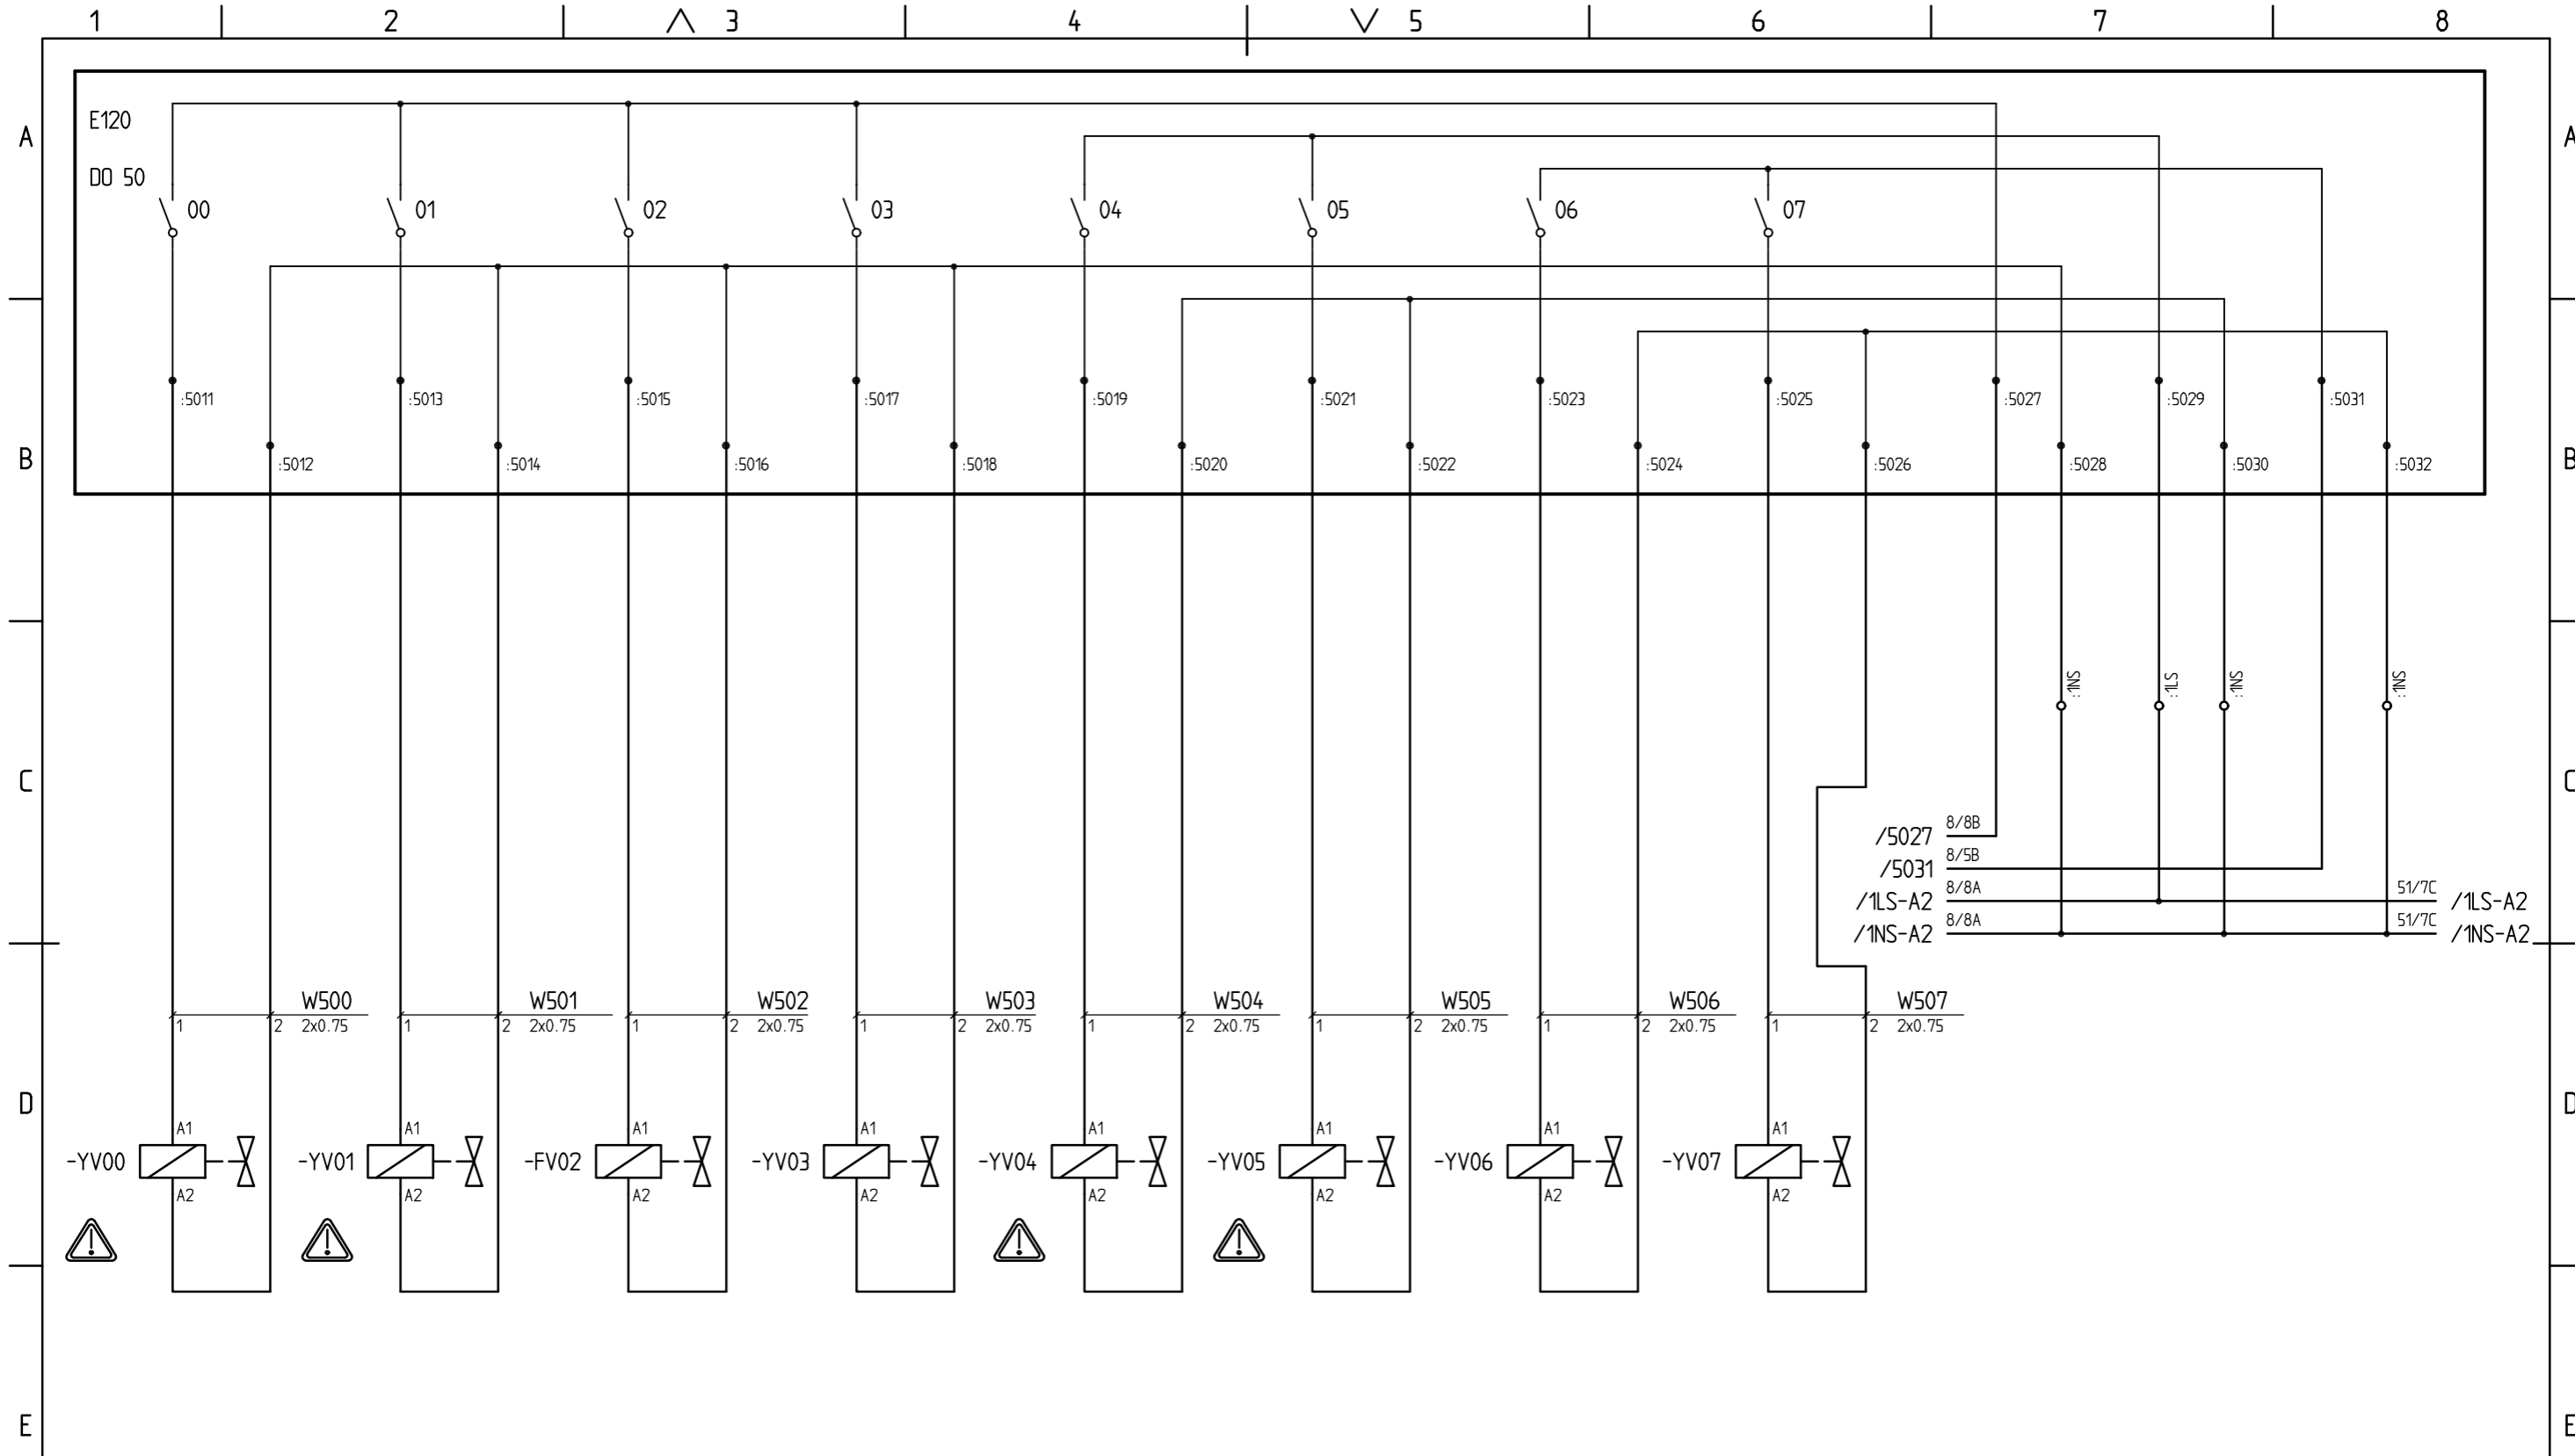 1 2 3 4 5 6 7 8
A A
E120
DO 50
00 01 02 03 04 05 06 07
:5011 :5013 :5015 :5017 :5019 :5021 :5023 :5025 :5027 :5029 :5031
B B
:5012 :5014 :5016 :5018 :5020 :5022 :5024 :5026 :5028 :5030 :5032
:1NS :1LS :1NS :1NS
C C
/5027 8/8B
/5031 8/5B
/1LS-A2 8/8A 51/7C /1LS-A2
/1NS-A2 8/8A 51/7C /1NS-A2
W500 W501 W502 W503 W504 W505 W506 W507
1 2 2x0.75 1 2 2x0.75 1 2 2x0.75 1 2 2x0.75 1 2 2x0.75 1 2 2x0.75 1 2 2x0.75 1 2 2x0.75
D D
A1 A1 A1 A1 A1 A1 A1 A1
-YV00 -YV01 -FV02 -YV03 -YV04 -YV05 -YV06 -YV07
A2 A2 A2 A2 A2 A2 A2 A2
! ! ! !
E E